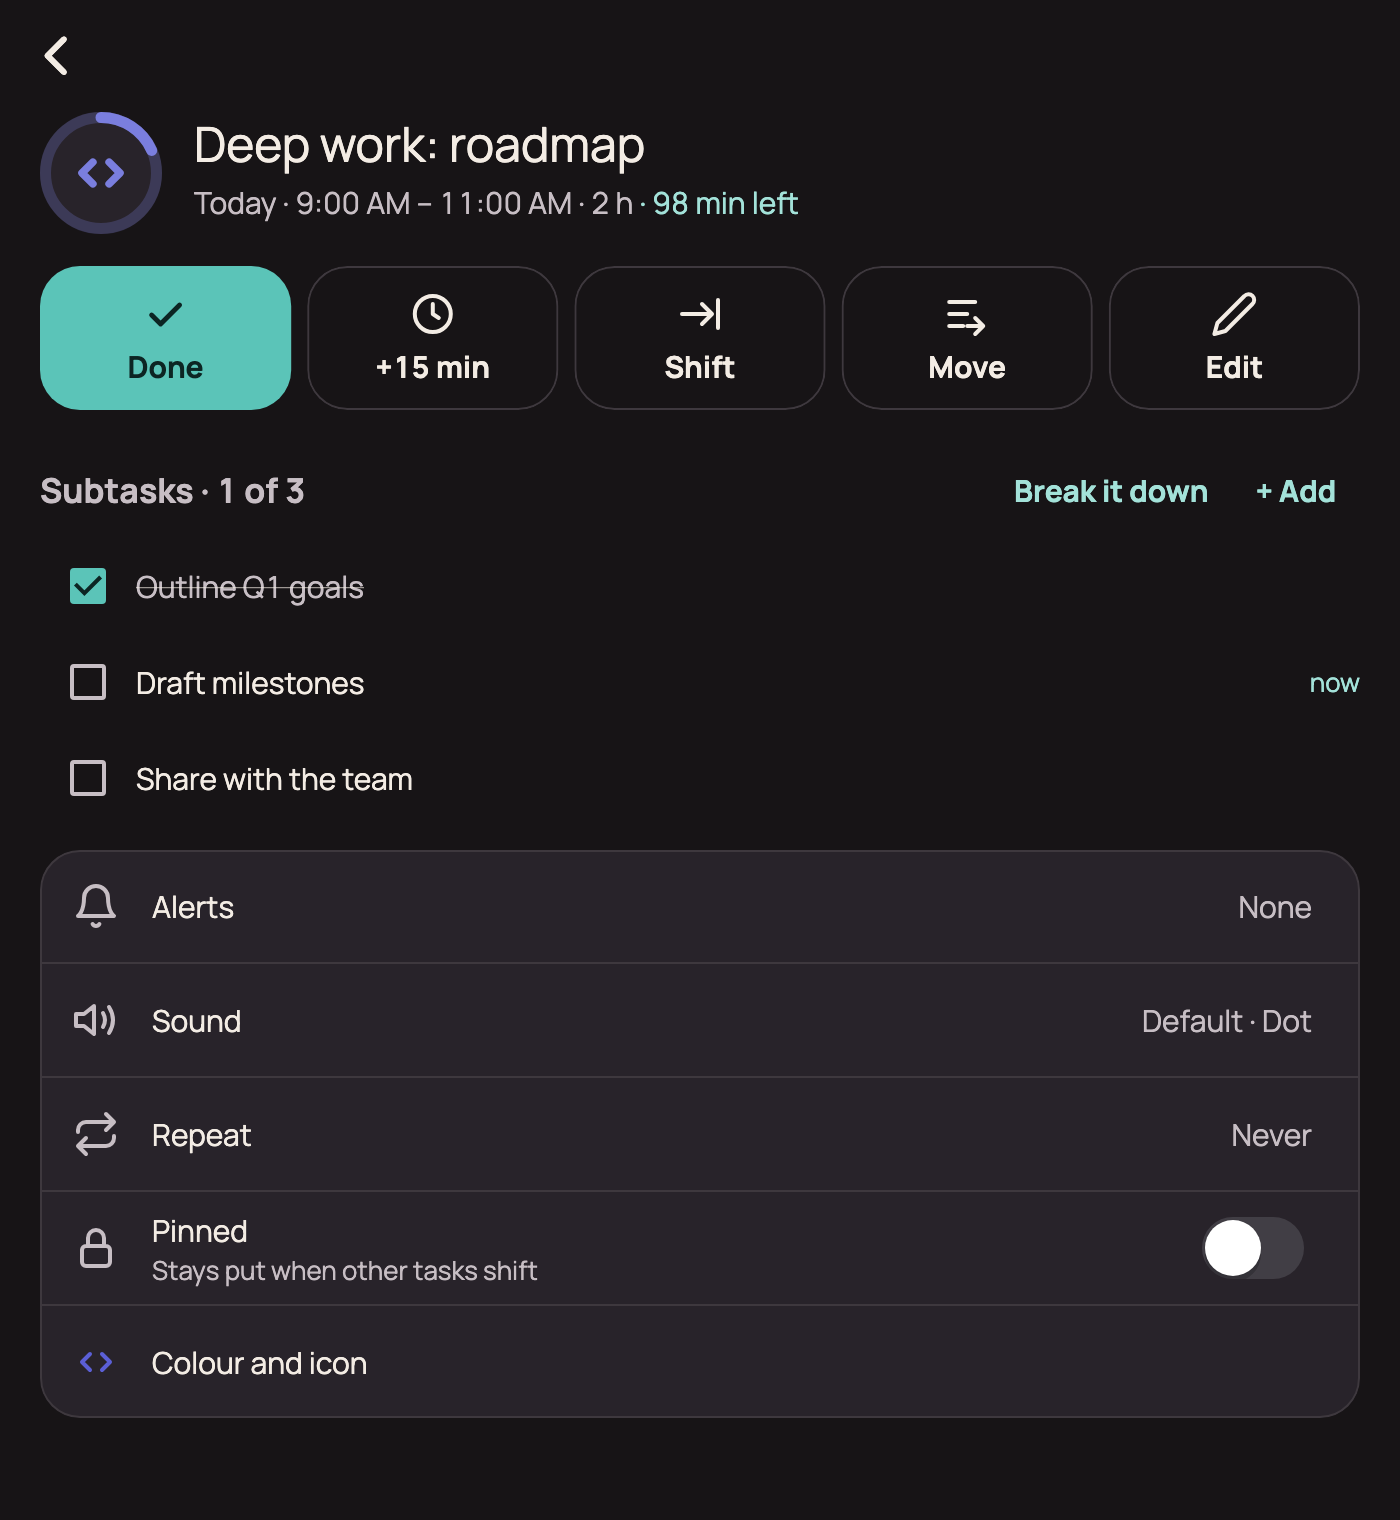 Deep work: roadmap
Today · 9:00 AM – 11:00 AM · 2 h · 98 min left
Done
+15 min
Shift
Move
Edit
Subtasks · 1 of 3
Break it down
+ Add
Outline Q1 goals
Draft milestones
now
Share with the team
Alerts
None
Sound
Default · Dot
Repeat
Never
Pinned
Stays put when other tasks shift
Colour and icon